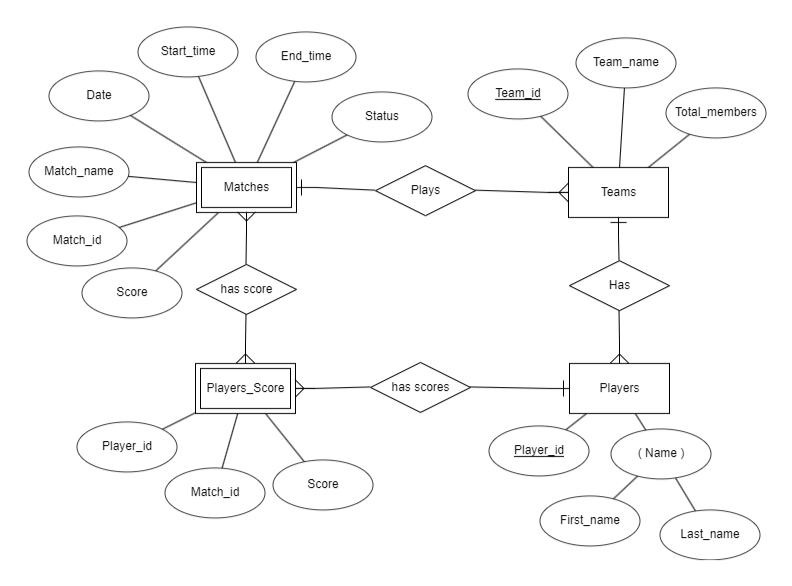 Start_time
End_time
Team_name
Date
Team_id
Status
Total_members
Match_name
Matches
Plays
Teams
Match_id
Score
has score
Has
Players_Score
has scores
Players
Player_id
Player_id
( Name )
Match_id
Score
First_name
Last_name